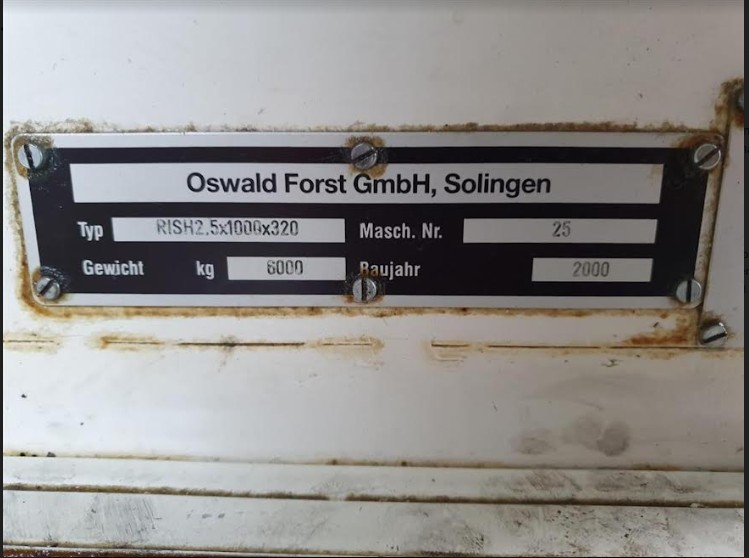 Oswald Forst GmbH, Solingen
Typ RISH2.5x1000x320 Masch. Nr. 25
Gewicht kg 6000 Baujahr 2000